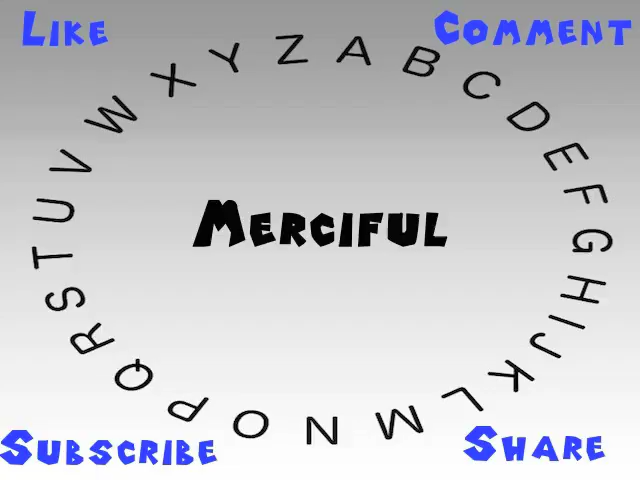 Like
Comment
A B C D E F G H I J K L M N O P Q R S T U V W X Y Z
Merciful
Subscribe
Share